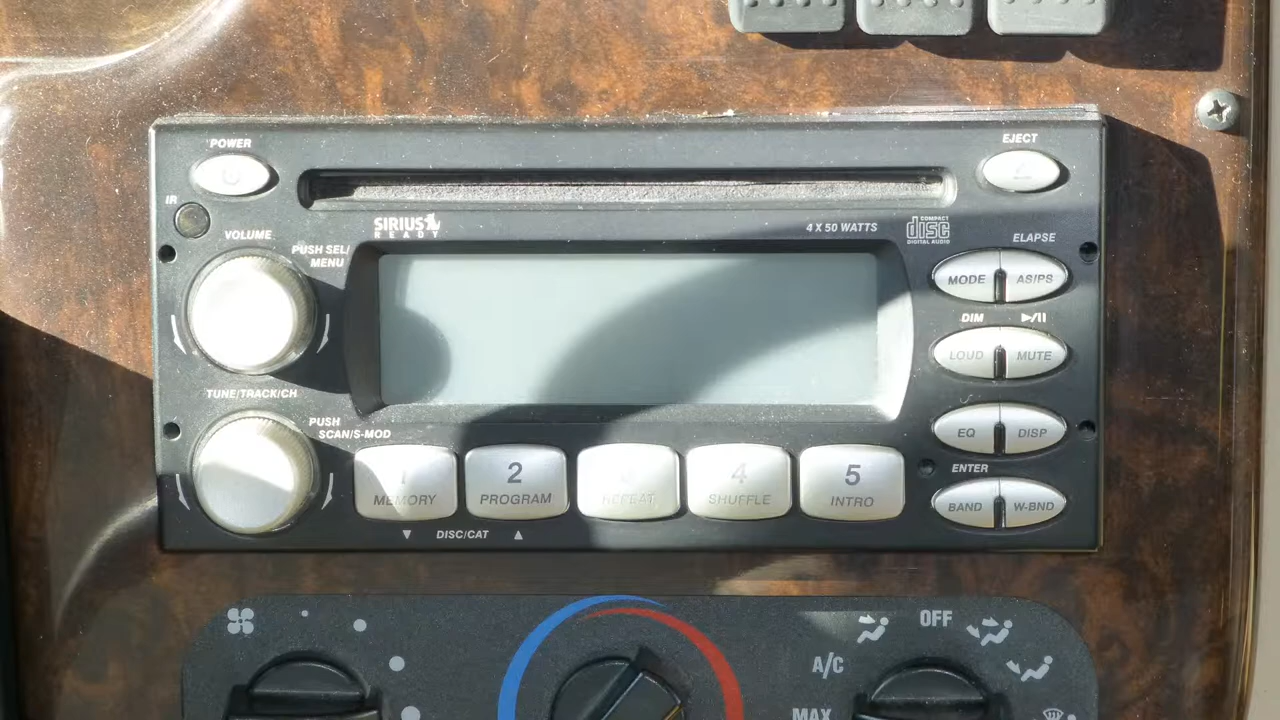 POWER
EJECT
IR
SIRIUS
READY
4 X 50 WATTS
COMPACT
disc
DIGITAL AUDIO
VOLUME
PUSH SEL/
MENU
ELAPSE
MODE
AS/PS
DIM
LOUD
MUTE
TUNE/TRACK/CH
PUSH
SCAN/S-MOD
EQ
DISP
ENTER
BAND
W-BND
1
MEMORY
2
PROGRAM
3
REPEAT
4
SHUFFLE
5
INTRO
DISC/CAT
OFF
A/C
MAX